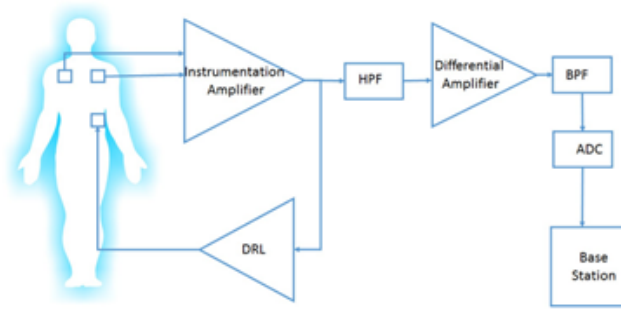 Instrumentation
Amplifier
HPF
Differential
Amplifier
BPF
ADC
DRL
Base
Station